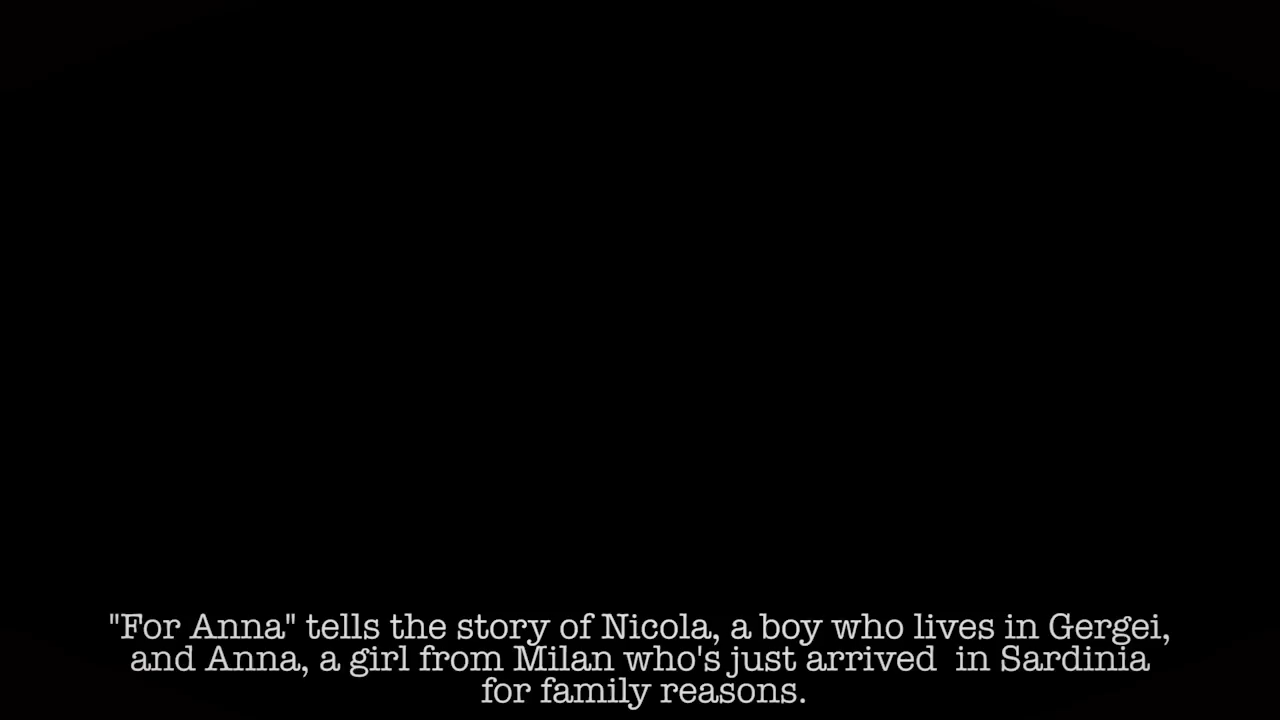 "For Anna" tells the story of Nicola, a boy who lives in Gergei,
and Anna, a girl from Milan who's just arrived  in Sardinia
for family reasons.